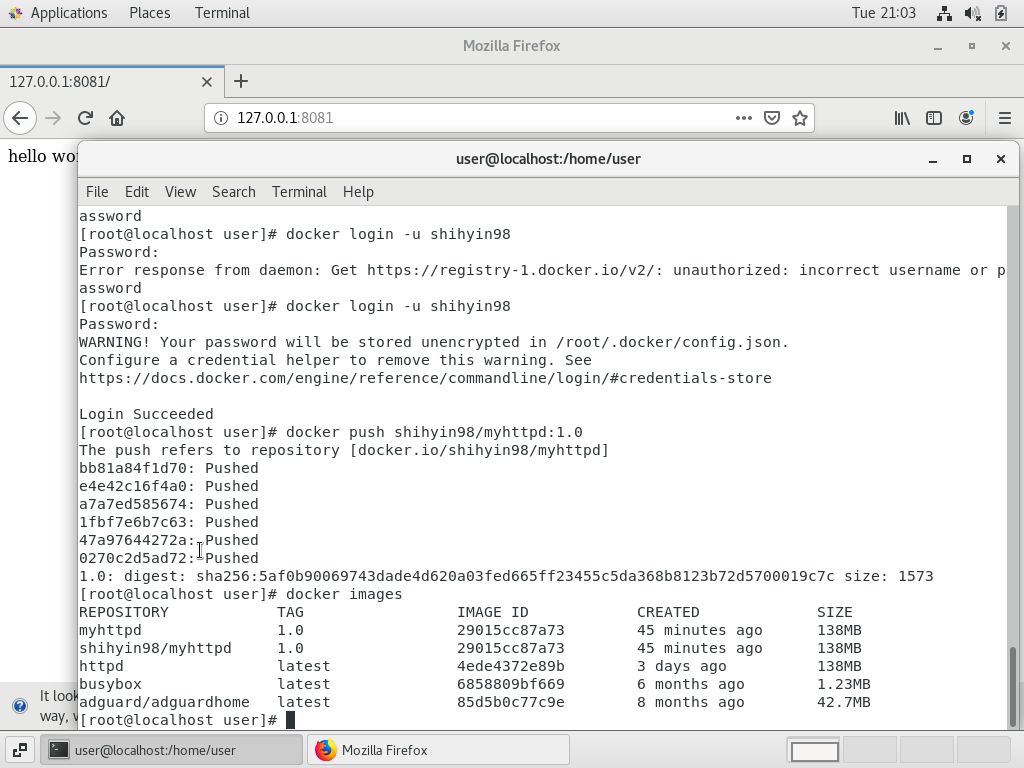 Applications Places Terminal Tue 21:03
Mozilla Firefox
127.0.0.1:8081/
127.0.0.1:8081
hello
user@localhost:/home/user
File Edit View Search Terminal Help
assword
[root@localhost user]# docker login -u shihyin98
Password:
Error response from daemon: Get https://registry-1.docker.io/v2/: unauthorized: incorrect username or p
assword
[root@localhost user]# docker login -u shihyin98
Password:
WARNING! Your password will be stored unencrypted in /root/.docker/config.json.
Configure a credential helper to remove this warning. See
https://docs.docker.com/engine/reference/commandline/login/#credentials-store
Login Succeeded
[root@localhost user]# docker push shihyin98/myhttpd:1.0
The push refers to repository [docker.io/shihyin98/myhttpd]
bb81a84f1d70: Pushed
e4e42c16f4a0: Pushed
a7a7ed585674: Pushed
1fbf7e6b7c63: Pushed
47a97644272a: Pushed
0270c2d5ad72: Pushed
1.0: digest: sha256:5af0b90069743dade4d620a03fed665ff23455c5da368b8123b72d5700019c7c size: 1573
[root@localhost user]# docker images
REPOSITORY TAG IMAGE ID CREATED SIZE
myhttpd 1.0 29015cc87a73 45 minutes ago 138MB
shihyin98/myhttpd 1.0 29015cc87a73 45 minutes ago 138MB
httpd latest 4ede4372e89b 3 days ago 138MB
busybox latest 6858809bf669 6 months ago 1.23MB
adguard/adguardhome latest 85d5b0c77c9e 8 months ago 42.7MB
[root@localhost user]#
It look
way,
user@localhost:/home/user Mozilla Firefox